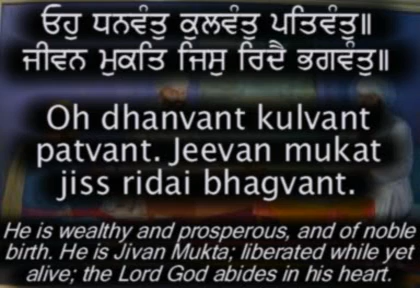 ਓਹੁ ਧਨਵੰਤੁ ਕੁਲਵੰਤੁ ਪਤਿਵੰਤੁ॥
ਜੀਵਨ ਮੁਕਤਿ ਜਿਸੁ ਰਿਦੈ ਭਗਵੰਤੁ॥
Oh dhanvant kulvant
patvant. Jeevan mukat
jiss ridai bhagvant.
He is wealthy and prosperous, and of noble
birth. He is Jivan Mukta; liberated while yet
alive; the Lord God abides in his heart.